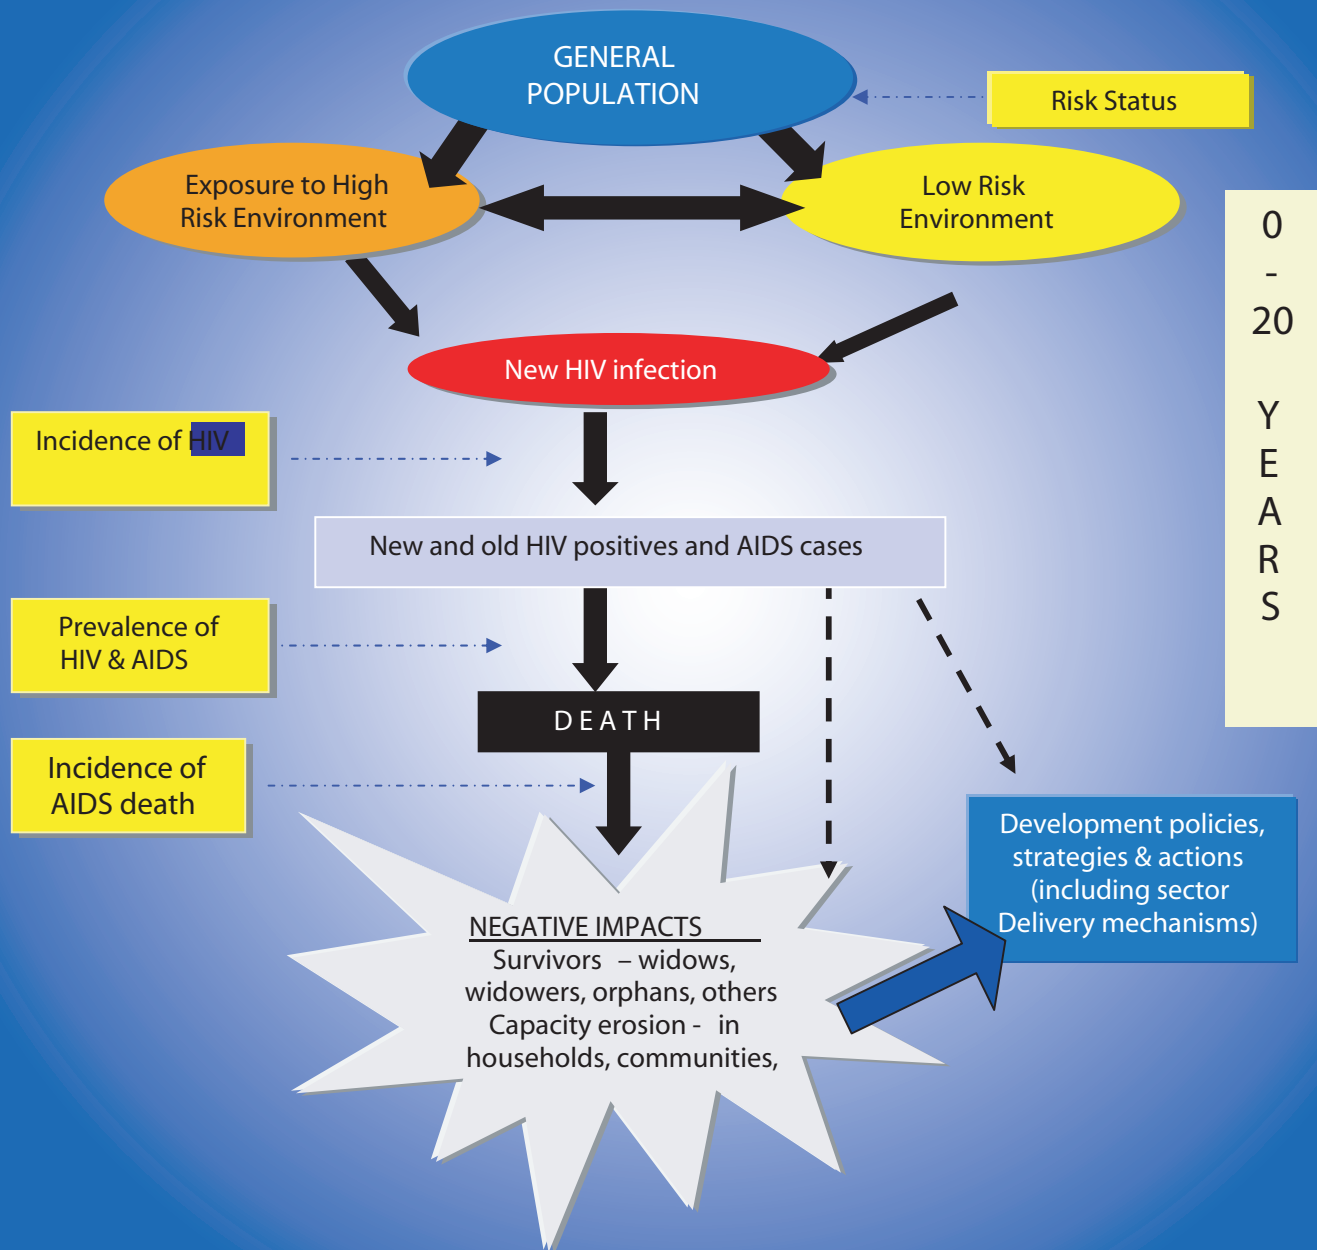 GENERAL
POPULATION
Risk Status
Exposure to High
Risk Environment
Low Risk
Environment
0
-
20
Y
E
A
R
S
New HIV infection
Incidence of HIV
New and old HIV positives and AIDS cases
Prevalence of
HIV & AIDS
D E A T H
Incidence of
AIDS death
Development policies,
strategies & actions
(including sector
Delivery mechanisms)
NEGATIVE IMPACTS
Survivors – widows,
widowers, orphans, others
Capacity erosion - in
households, communities,